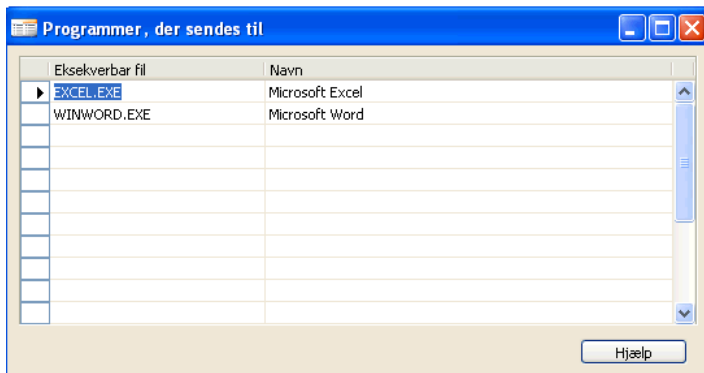 Programmer, der sendes til
Eksekverbar fil Navn
EXCEL.EXE Microsoft Excel
WINWORD.EXE Microsoft Word
Hjælp